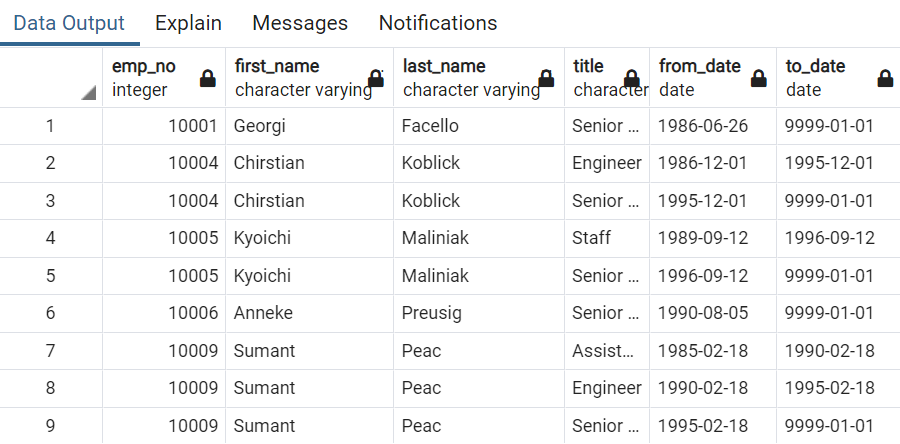 Data Output Explain Messages Notifications
emp_no first_name last_name title from_date to_date
integer character varying character varying character date date
1 10001 Georgi Facello Senior ... 1986-06-26 9999-01-01
2 10004 Chirstian Koblick Engineer 1986-12-01 1995-12-01
3 10004 Chirstian Koblick Senior ... 1995-12-01 9999-01-01
4 10005 Kyoichi Maliniak Staff 1989-09-12 1996-09-12
5 10005 Kyoichi Maliniak Senior ... 1996-09-12 9999-01-01
6 10006 Anneke Preusig Senior ... 1990-08-05 9999-01-01
7 10009 Sumant Peac Assist... 1985-02-18 1990-02-18
8 10009 Sumant Peac Engineer 1990-02-18 1995-02-18
9 10009 Sumant Peac Senior ... 1995-02-18 9999-01-01